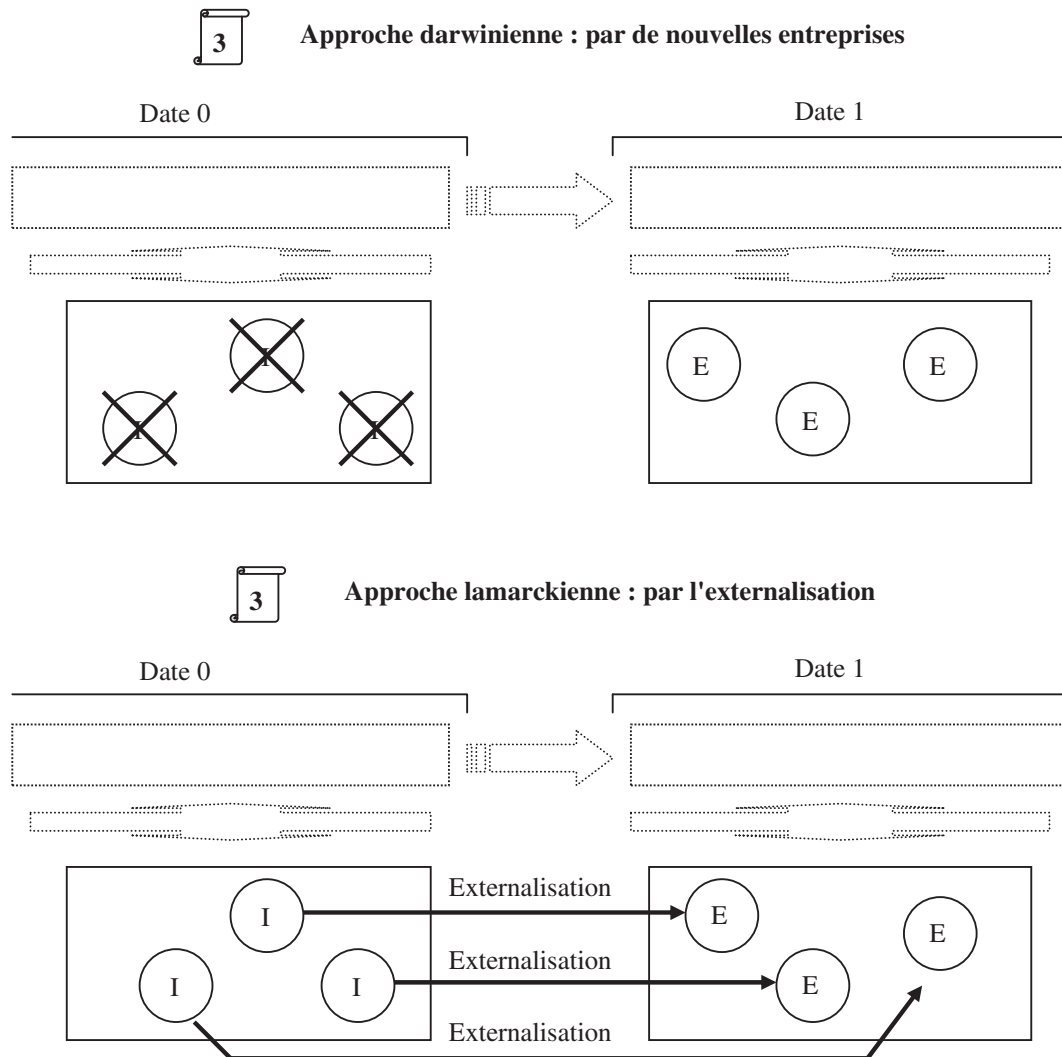 3 Approche darwinienne : par de nouvelles entreprises
Date 0 Date 1
I
E E
E
I I
3 Approche lamarckienne : par l'externalisation
Date 0 Date 1
Externalisation
I E E
Externalisation
I I E
Externalisation